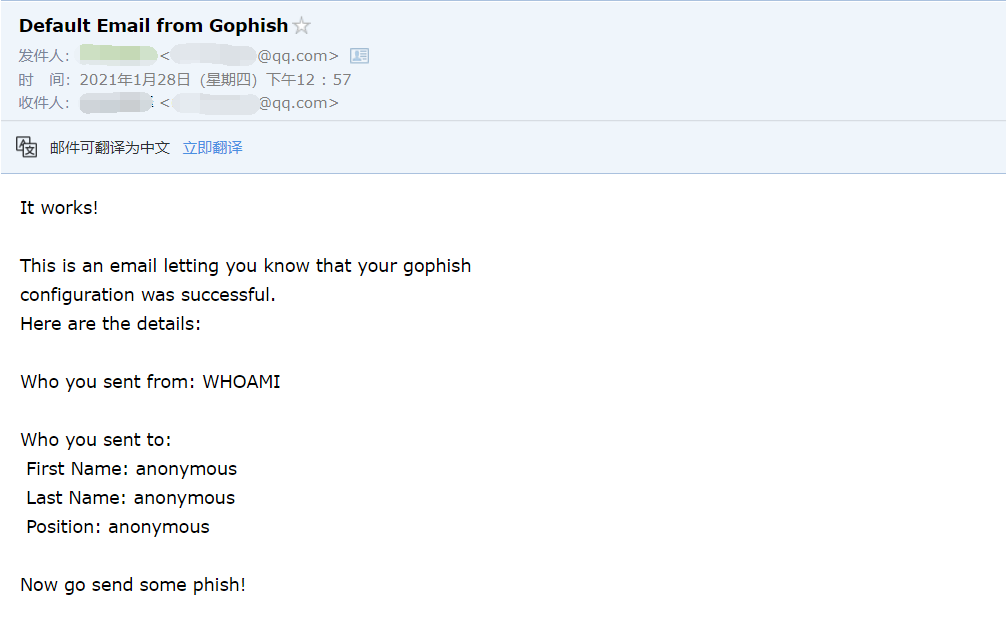 Default Email from Gophish
发件人： < @qq.com>
时 间： 2021年1月28日（星期四）下午12：57
收件人： < @qq.com>
邮件可翻译为中文 立即翻译
It works!
This is an email letting you know that your gophish
configuration was successful.
Here are the details:
Who you sent from: WHOAMI
Who you sent to:
First Name: anonymous
Last Name: anonymous
Position: anonymous
Now go send some phish!